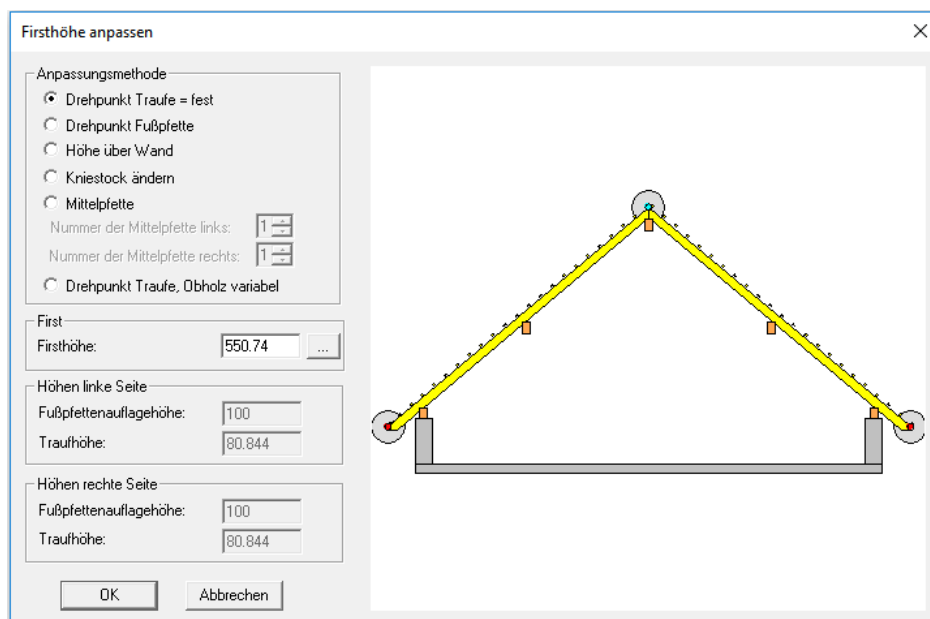 Firsthöhe anpassen
Anpassungsmethode
Drehpunkt Traufe = fest
Drehpunkt Fußpfette
Höhe über Wand
Kniestock ändern
Mittelpfette
Nummer der Mittelpfette links: 1
Nummer der Mittelpfette rechts: 1
Drehpunkt Traufe, Obholz variabel
First
Firsthöhe: 550.74 ...
Höhen linke Seite
Fußpfettenauflagehöhe: 100
Traufhöhe: 80.844
Höhen rechte Seite
Fußpfettenauflagehöhe: 100
Traufhöhe: 80.844
OK Abbrechen